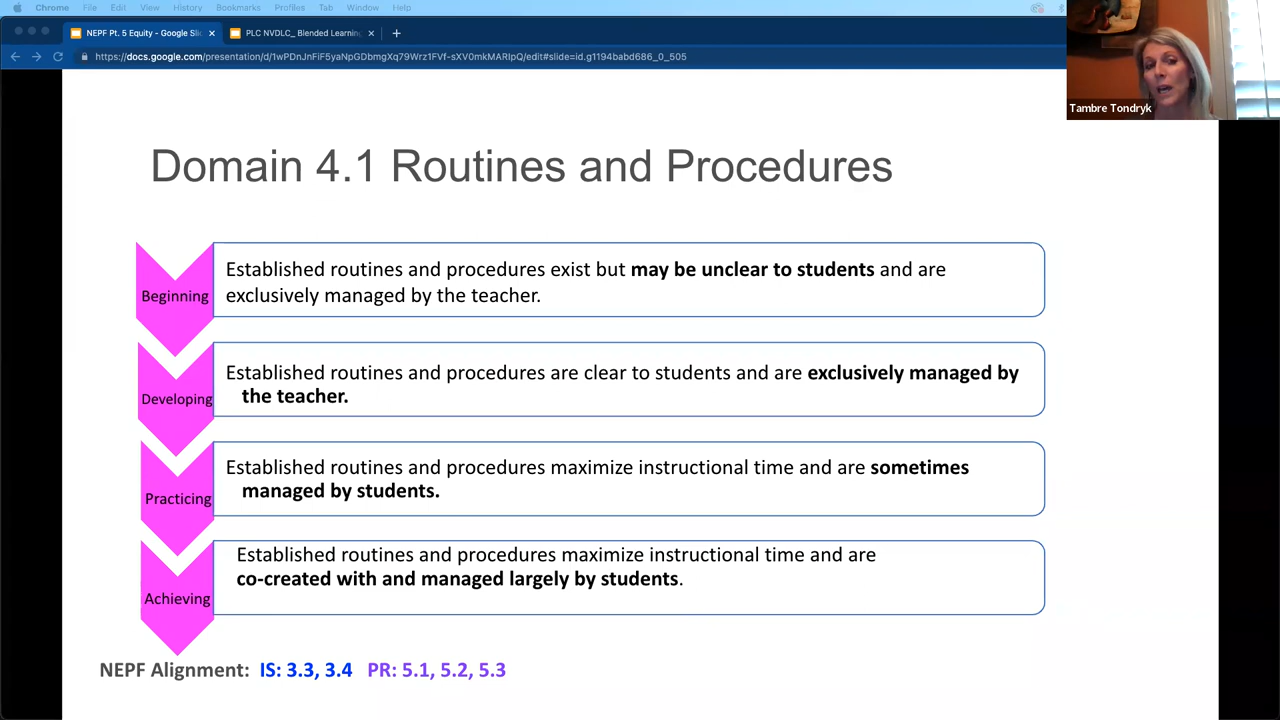 Chrome File Edit View History Bookmarks Profiles Tab Window Help
NEPF Pt. 5 Equity - Google Slid
PLC NVDLC_ Blended Learning
https://docs.google.com/presentation/d/1wPDnJnFiF5yaNpGDbmgXq79Wrz1FVf-sXV0mkMARIpQ/edit#slide=id.g1194babd686_0_505
Tambre Tondryk
Domain 4.1 Routines and Procedures
Beginning
Established routines and procedures exist but may be unclear to students and are
exclusively managed by the teacher.
Developing
Established routines and procedures are clear to students and are exclusively managed by
the teacher.
Practicing
Established routines and procedures maximize instructional time and are sometimes
managed by students.
Achieving
Established routines and procedures maximize instructional time and are
co-created with and managed largely by students.
NEPF Alignment: IS: 3.3, 3.4 PR: 5.1, 5.2, 5.3